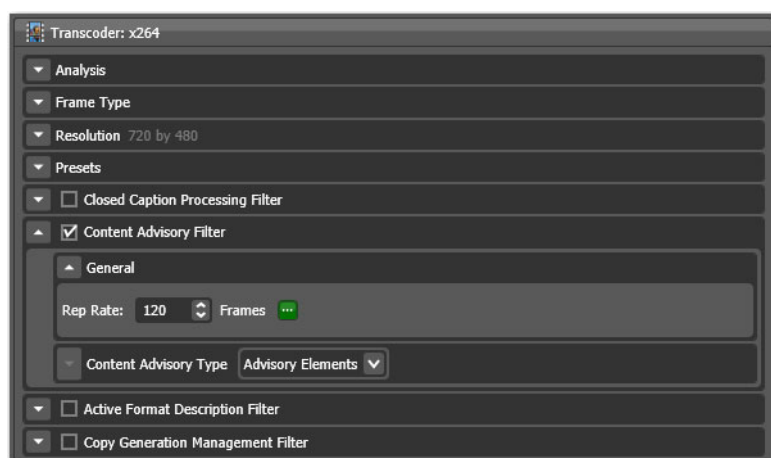 Transcoder: x264
Analysis
Frame Type
Resolution 720 by 480
Presets
Closed Caption Processing Filter
Content Advisory Filter
General
Rep Rate: 120 Frames
Content Advisory Type Advisory Elements
Active Format Description Filter
Copy Generation Management Filter